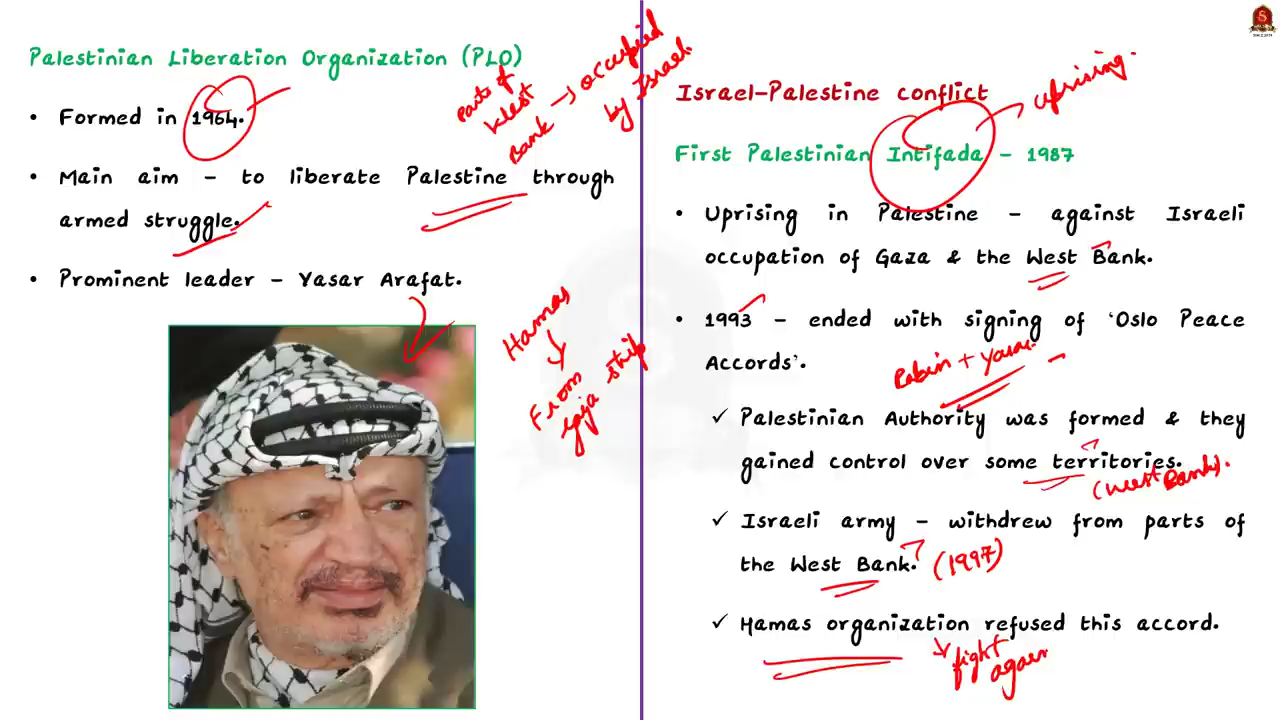 Palestinian Liberation Organization (PLO)
• Formed in 1964.
• Main aim - to liberate Palestine through
armed struggle.
• Prominent leader - Yasar Arafat.
Parts of
West
Bank → occupied
by Israel.
Hamas
↓
From
gaja strip
Israel-Palestine conflict
uprising.
First Palestinian Intifada - 1987
• Uprising in Palestine - against Israeli
occupation of Gaza & the West Bank.
• 1993 - ended with signing of 'Oslo Peace
Accords'.
Rabin + Yasar
✓ Palestinian Authority was formed & they
gained control over some territories.
(West Bank).
✓ Israeli army - withdrew from parts of
the West Bank. (1997)
✓ Hamas organization refused this accord.
fight
again